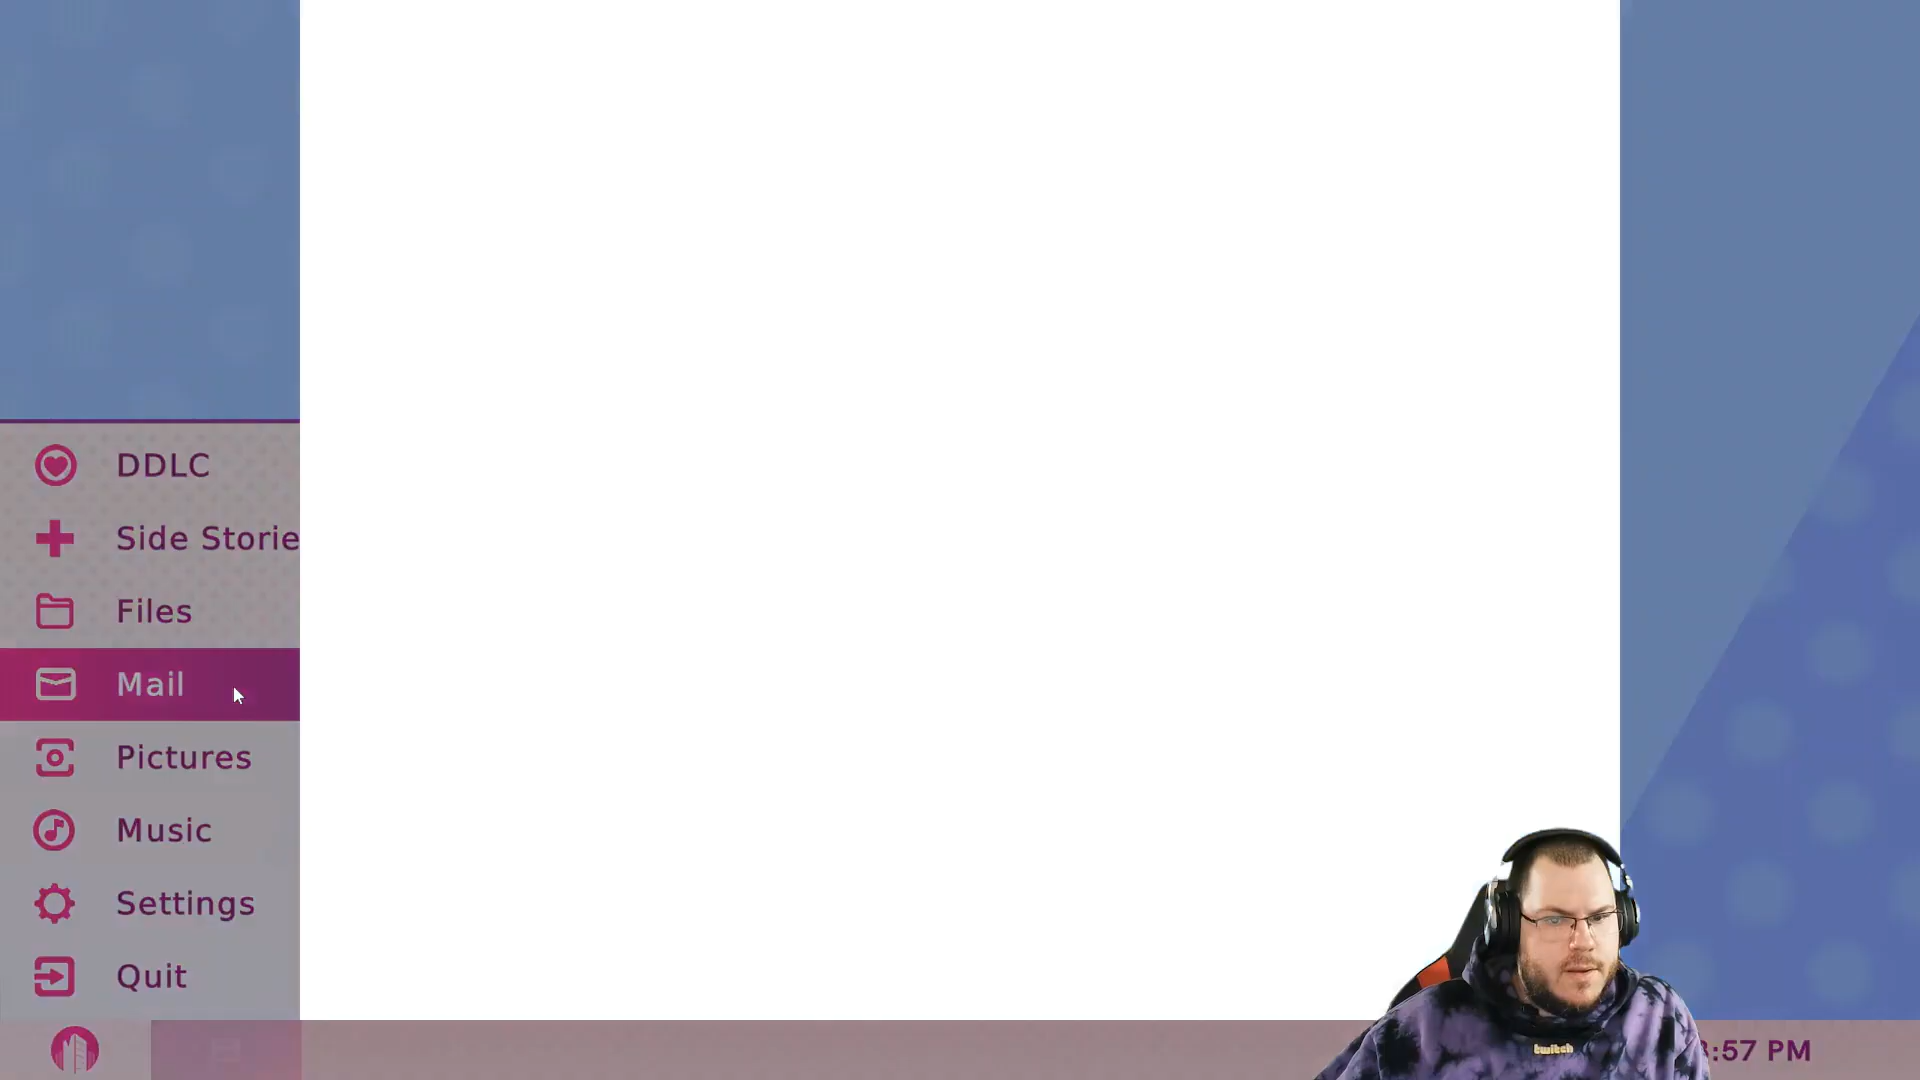 DDLC
Side Storie
Files
Mail
Pictures
Music
Settings
Quit
twitch
:57 PM